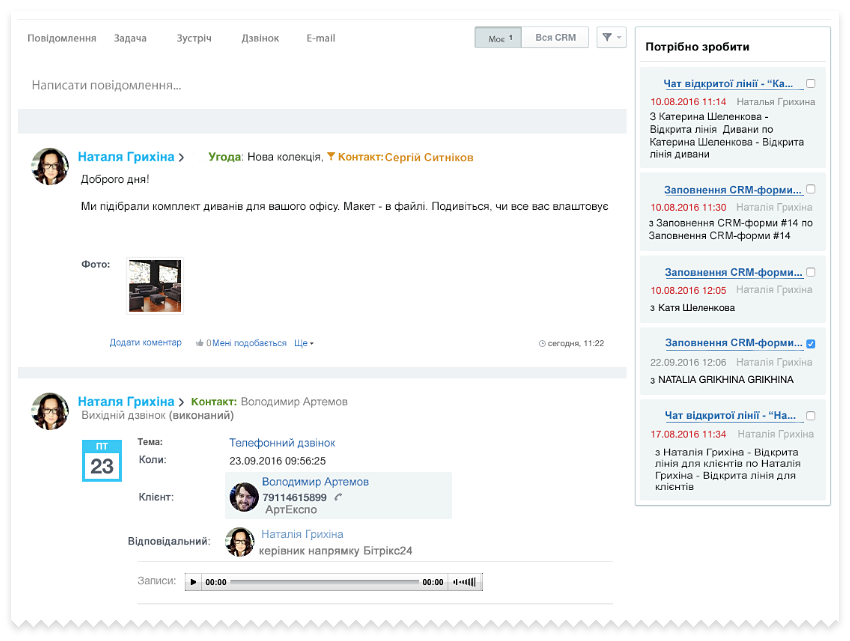 Повідомлення Задача Зустріч Дзвінок E-mail
Моє 1 Вся CRM
Написати повідомлення...
Наталя Грихіна
Угода: Нова колекція, Контакт: Сергій Ситніков
Доброго дня!
Ми підібрали комплект диванів для вашого офісу. Макет - в файлі. Подивіться, чи все вас влаштовує
Фото:
Додати коментар 0 Мені подобається Ще
сегодня, 11:22
Наталя Грихіна Контакт: Володимир Артемов
Вихідній дзвінок (виконаний)
ПТ
23
Тема: Телефонний дзвінок
Коли: 23.09.2016 09:56:25
Клієнт:
Володимир Артемов
79114615899
АртЕкспо
Відповідальний:
Наталія Грихіна
керівник напрямку Бітрікс24
Записи: 00:00 00:00
Потрібно зробити
Чат відкритої лінії - “Ка...
10.08.2016 11:14 Наталья Грихина
З Катерина Шеленкова -
Відкрита лінія Дивани по
Катерина Шеленкова - Відкрита
лінія дивани
Заповнення CRM-форми...
10.08.2016 11:30 Наталія Грихіна
з Заповнення CRM-форми #14 по
Заповнення CRM-форми #14
Заповнення CRM-форми...
10.08.2016 12:05 Наталія Грихіна
з Катя Шеленкова
Заповнення CRM-форми...
22.09.2016 12:06 Наталія Грихіна
з NATALIA GRIKHINA GRIKHINA
Чат відкритої лінії - “На...
17.08.2016 11:34 Наталія Грихіна
з Наталія Грихіна - Відкрита
лінія для клієнтів по Наталія
Грихіна - Відкрита лінія для
клієнтів